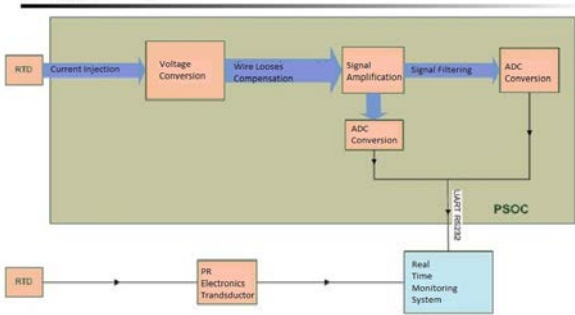 RTD
Current Injection
Voltage
Conversion
Wire Looses
Compensation
Signal
Amplification
Signal Filtering
ADC
Conversion
ADC
Conversion
UART RS232
PSOC
RTD
PR
Electronics
Trandsductor
Real
Time
Monitoring
System